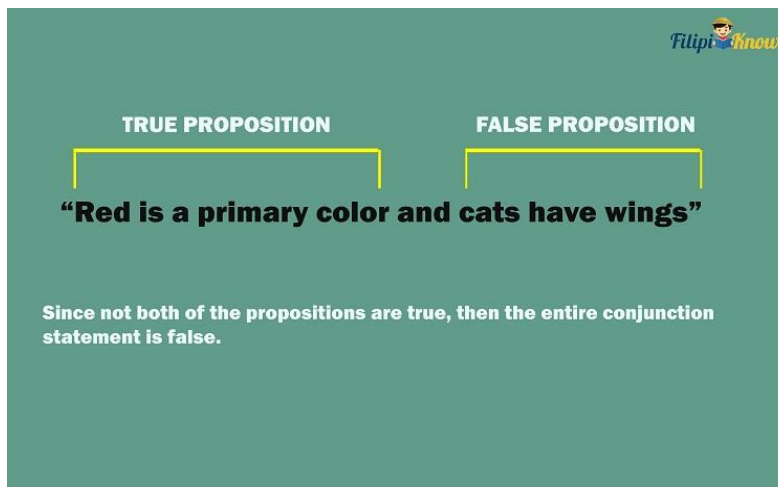 FilipiKnow
TRUE PROPOSITION FALSE PROPOSITION
“Red is a primary color and cats have wings”
Since not both of the propositions are true, then the entire conjunction
statement is false.